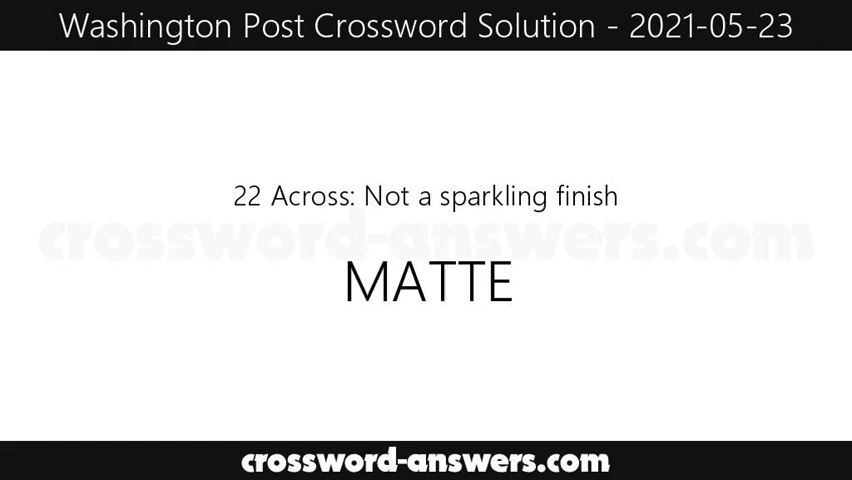 Washington Post Crossword Solution - 2021-05-23
22 Across: Not a sparkling finish
crossword-answers.com
MATTE
crossword-answers.com